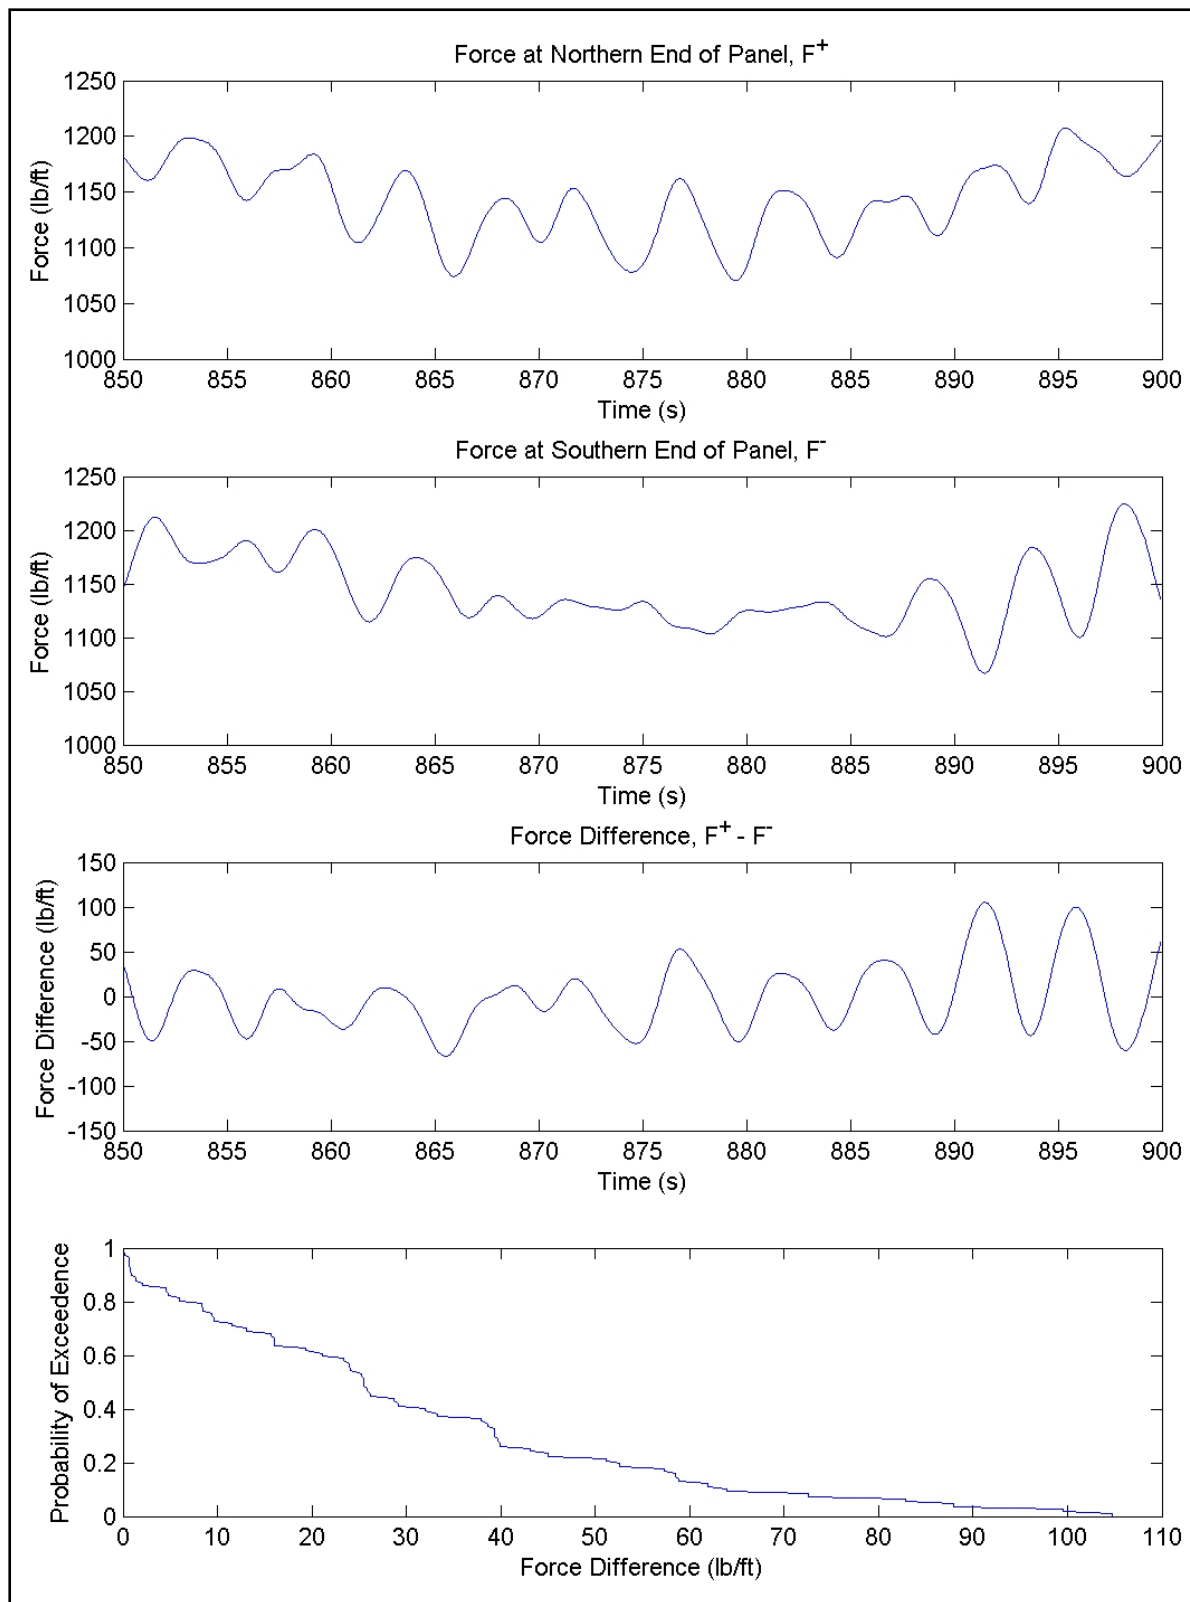 Force at Northern End of Panel, F+
1250
1200
1150
1100
1050
1000
Force (lb/ft)
850 855 860 865 870 875 880 885 890 895 900
Time (s)
Force at Southern End of Panel, F-
1250
1200
1150
1100
1050
1000
Force (lb/ft)
850 855 860 865 870 875 880 885 890 895 900
Time (s)
Force Difference, F+ - F-
150
100
50
0
-50
-100
-150
Force Difference (lb/ft)
850 855 860 865 870 875 880 885 890 895 900
Time (s)
1
0.8
0.6
0.4
0.2
0
Probability of Exceedence
0 10 20 30 40 50 60 70 80 90 100 110
Force Difference (lb/ft)